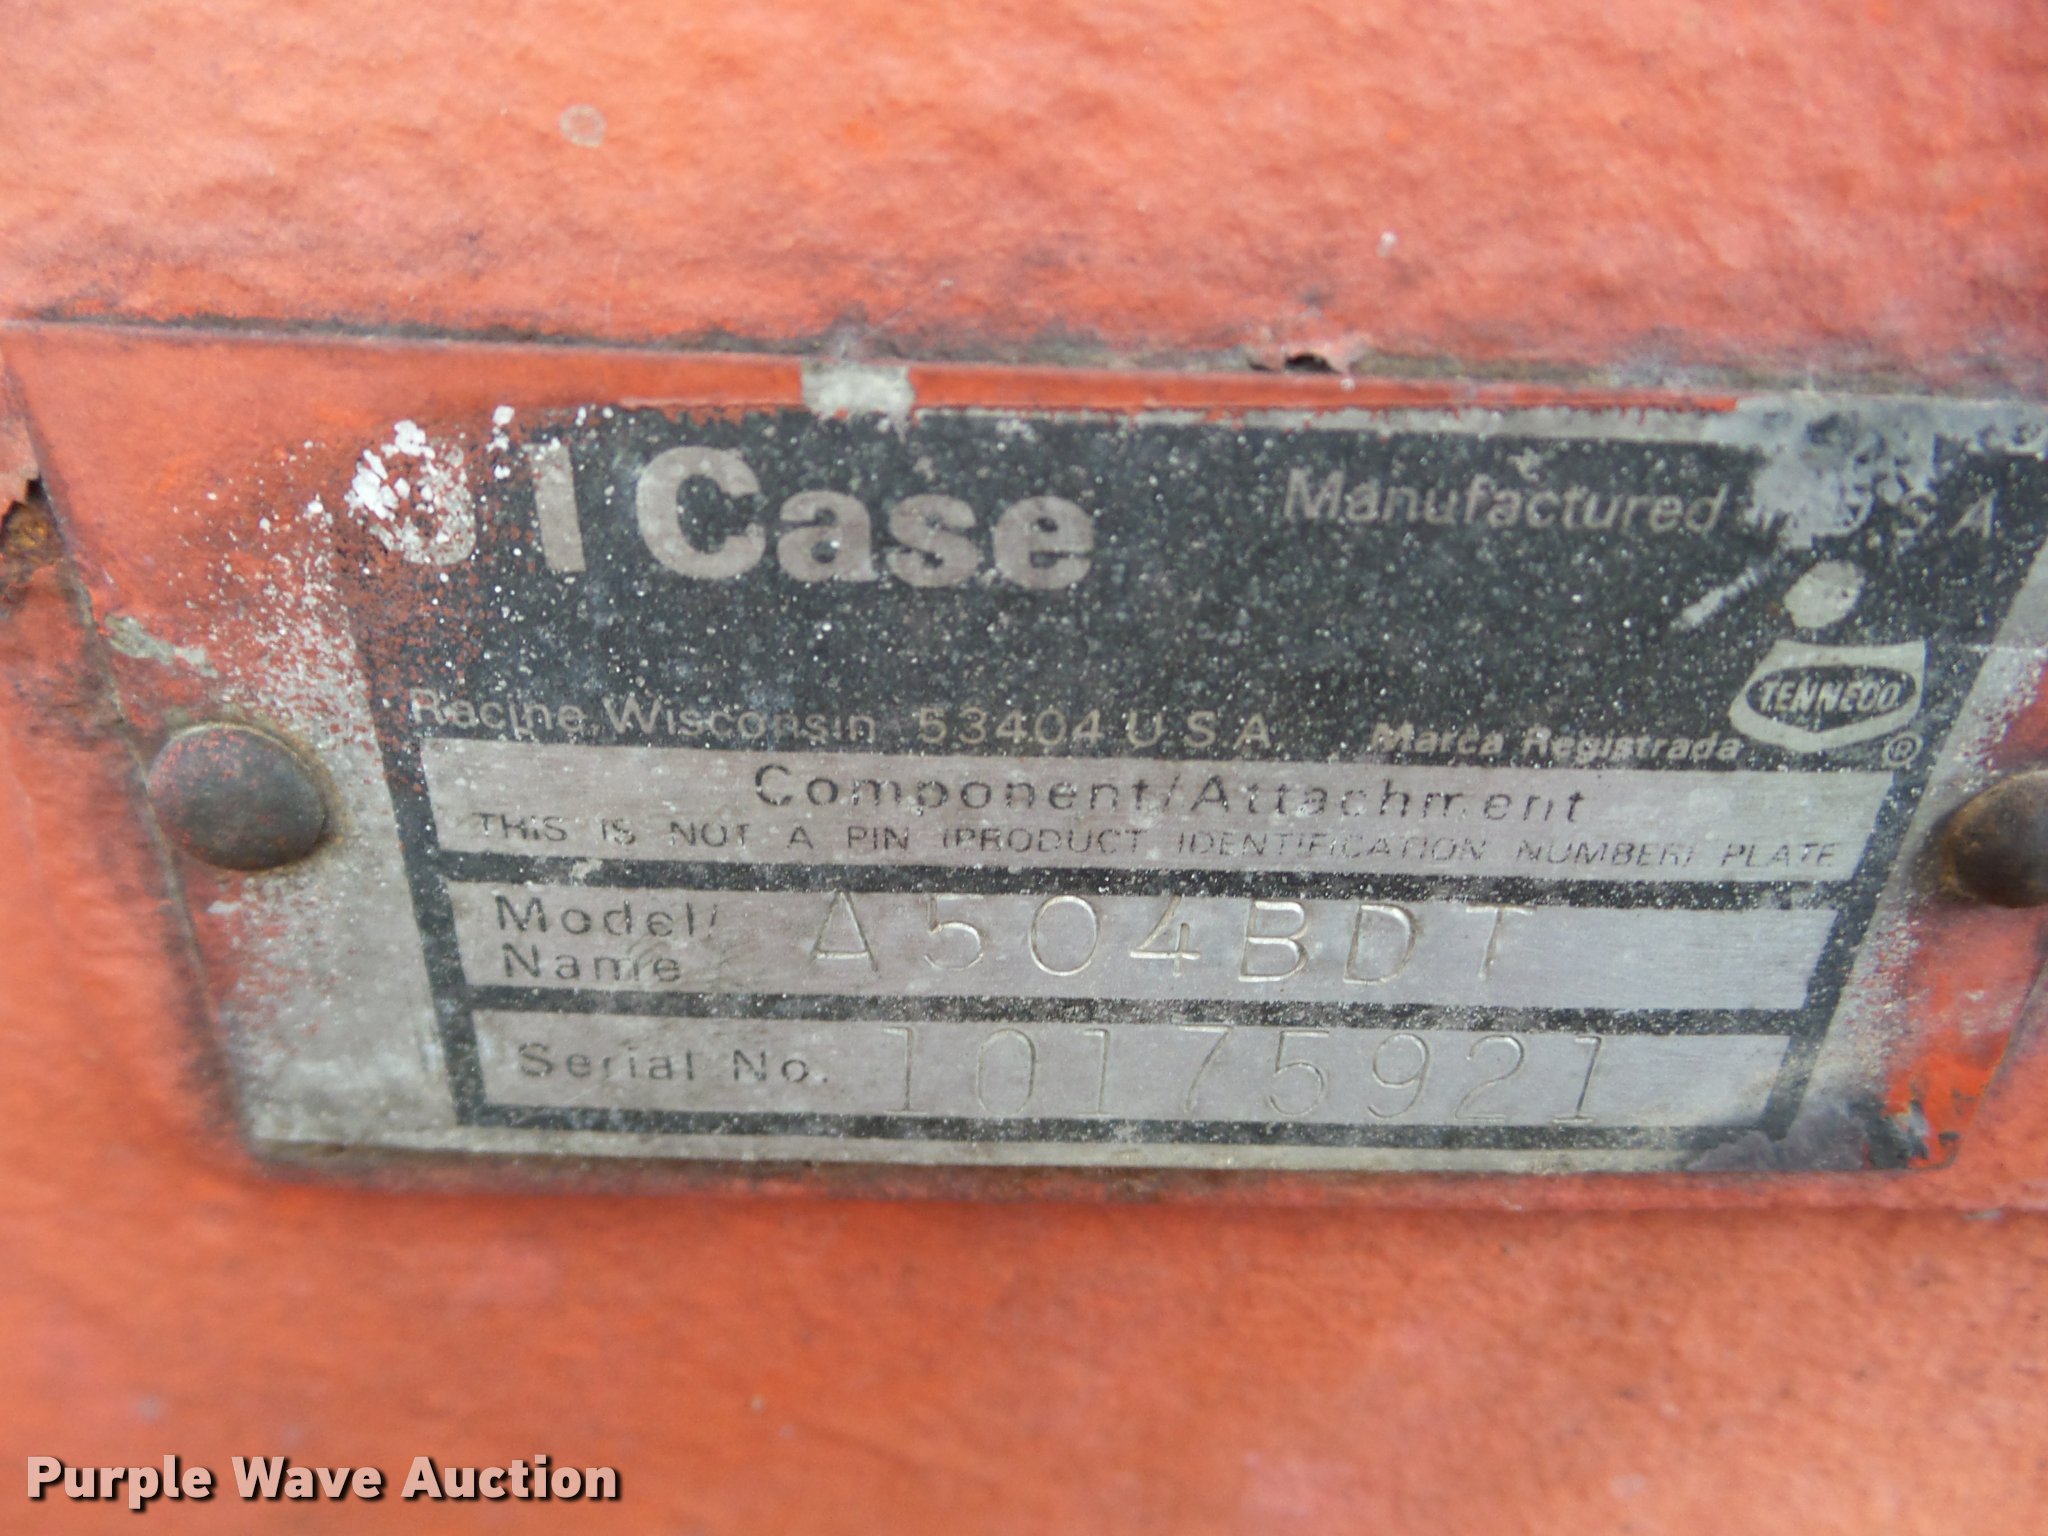 J I Case
Manufactured in U S A
Racine, Wisconsin 53404 U S A
Marca Registrada
TENNECO
®
Component/Attachment
THIS IS NOT A PIN (PRODUCT IDENTIFICATION NUMBER) PLATE
Model/
Name A504BDT
Serial No. 10175921
Purple Wave Auction